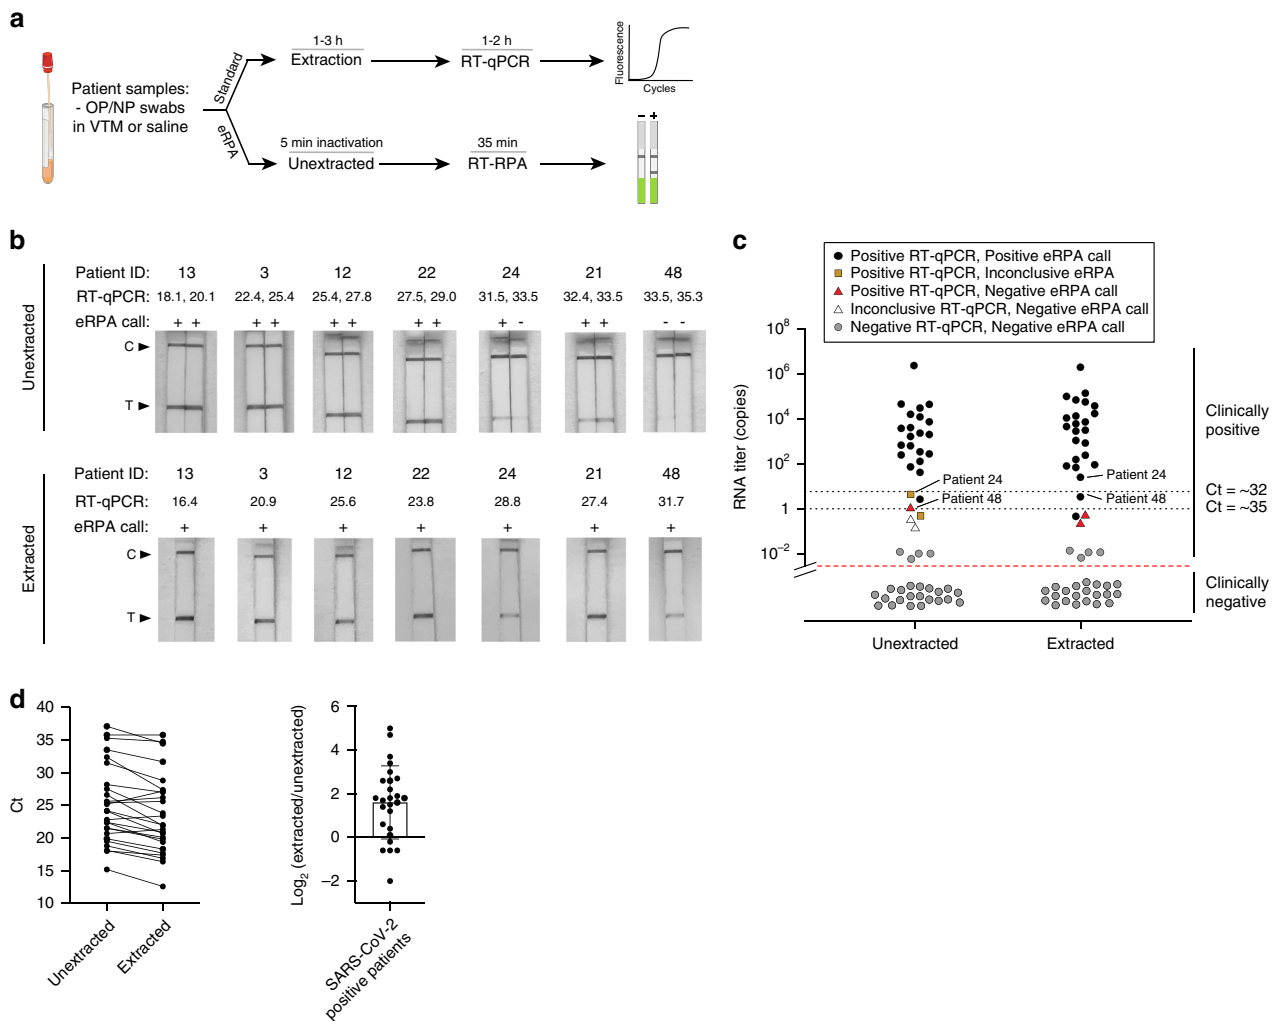 a
Patient samples:
- OP/NP swabs
in VTM or saline
Standard
eRPA
1-3 h
Extraction
1-2 h
RT-qPCR
Fluorescence
Cycles
5 min inactivation
Unextracted
35 min
RT-RPA
− +
b
Unextracted
Patient ID: 13 3 12 22 24 21 48
RT-qPCR: 18.1, 20.1 22.4, 25.4 25.4, 27.8 27.5, 29.0 31.5, 33.5 32.4, 33.5 33.5, 35.3
eRPA call: + + + + + + + + + - + + - -
C
T
Extracted
Patient ID: 13 3 12 22 24 21 48
RT-qPCR: 16.4 20.9 25.6 23.8 28.8 27.4 31.7
eRPA call: + + + + + + +
C
T
c
Positive RT-qPCR, Positive eRPA call
Positive RT-qPCR, Inconclusive eRPA
Positive RT-qPCR, Negative eRPA call
Inconclusive RT-qPCR, Negative eRPA call
Negative RT-qPCR, Negative eRPA call
RNA titer (copies)
10⁸
10⁶
10⁴
10²
1
10⁻²
Patient 24
Patient 48
Patient 24
Patient 48
Clinically
positive
Ct = ~32
Ct = ~35
Clinically
negative
Unextracted
Extracted
d
Ct
40
35
30
25
20
15
10
Unextracted
Extracted
Log₂ (extracted/unextracted)
6
4
2
0
−2
SARS-CoV-2
positive patients